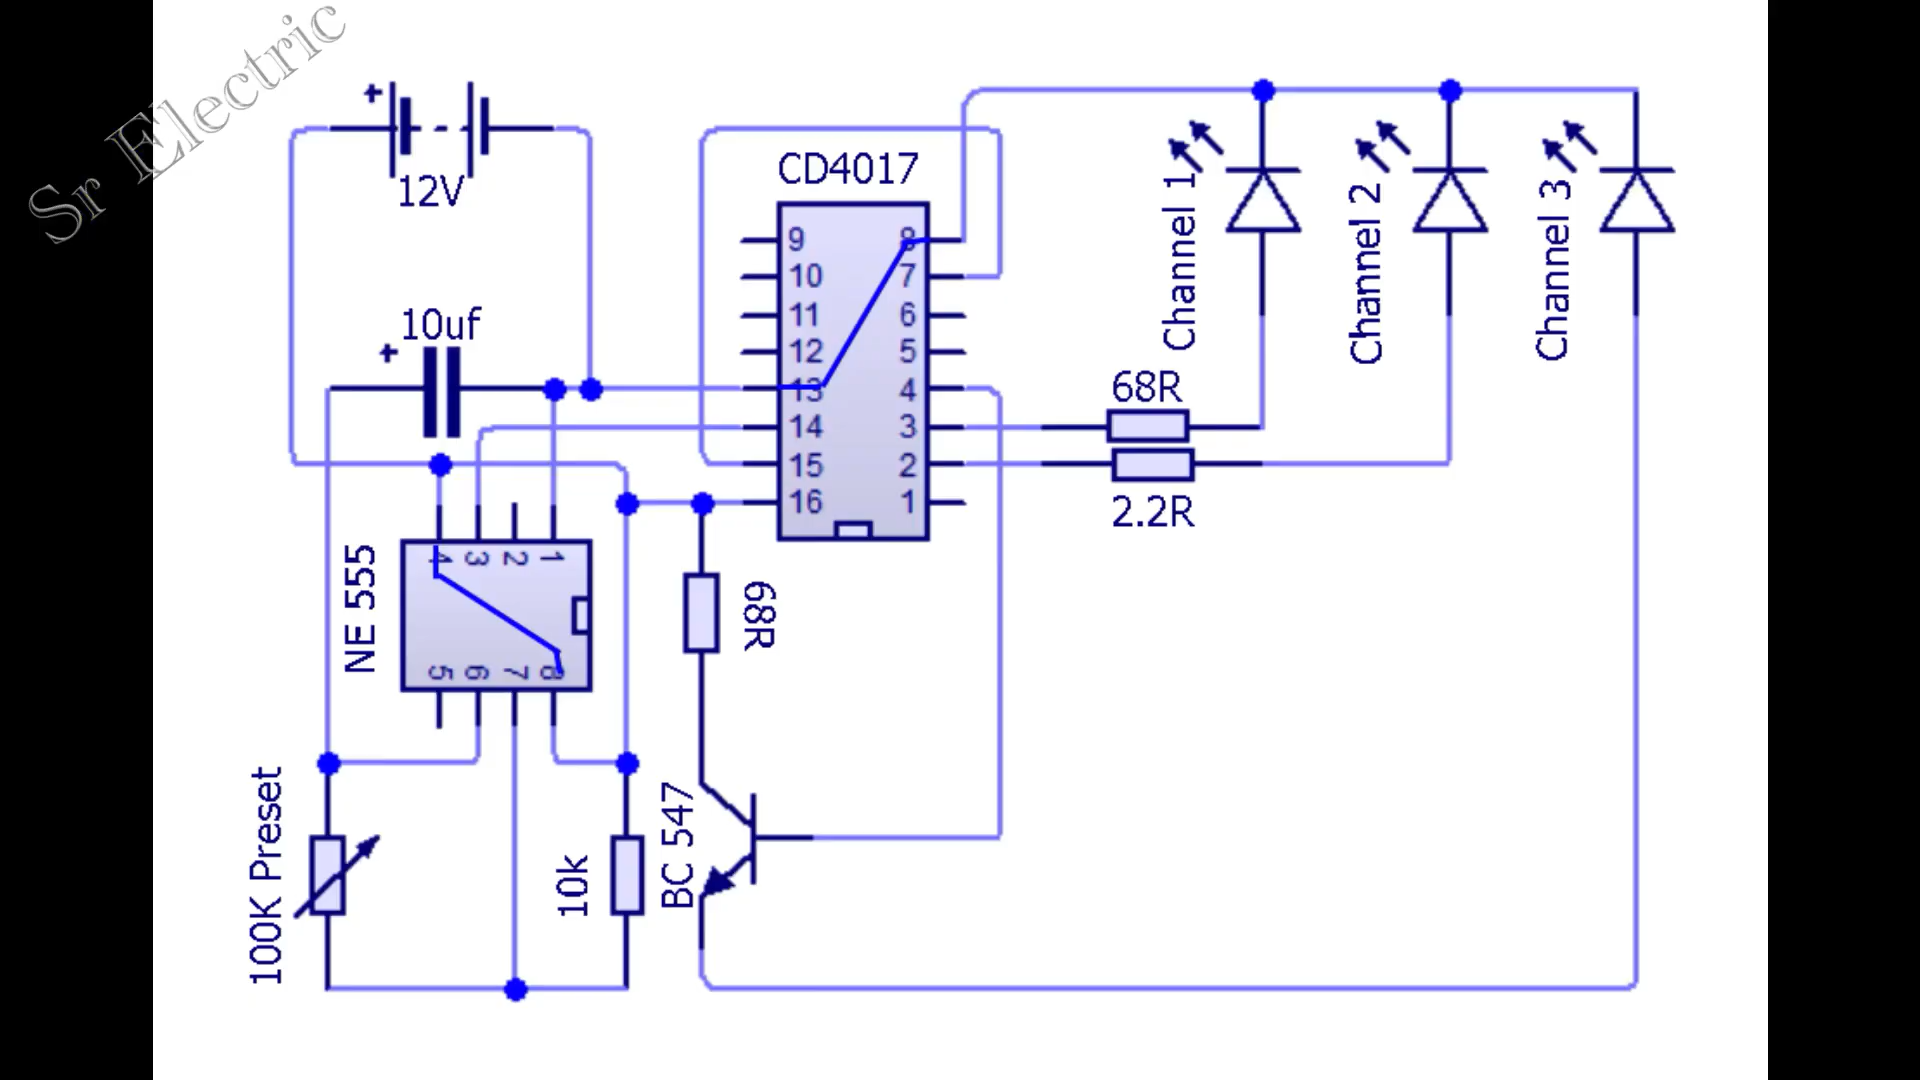 Sr Electric
+
12V
CD4017
9 8
10 7
11 6
12 5
13 4
14 3
15 2
16 1
10uf
+
68R
2.2R
Channel 1
Channel 2
Channel 3
NE 555
4 3 2 1
5 6 7 8
68R
100K Preset
10k
BC 547